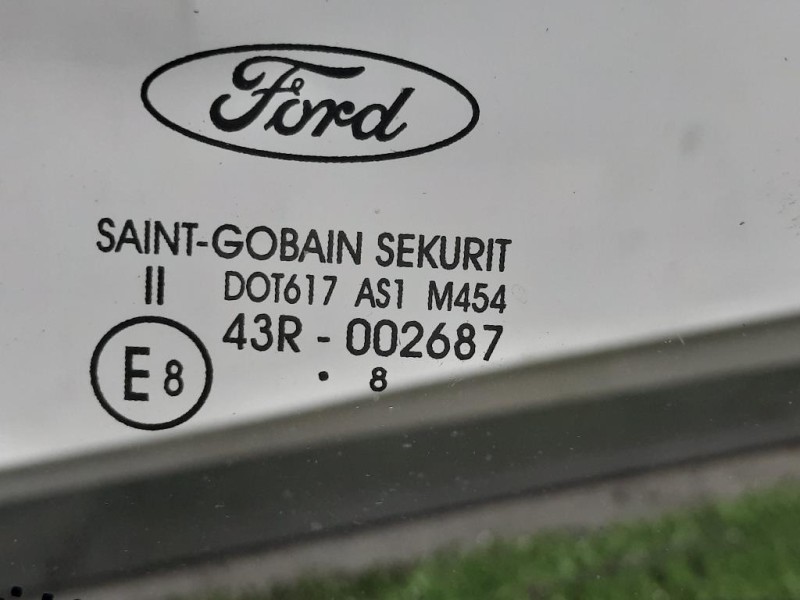 Ford
SAINT-GOBAIN SEKURIT
II DOT617 AS1 M454
43R - 002687
E8 . 8